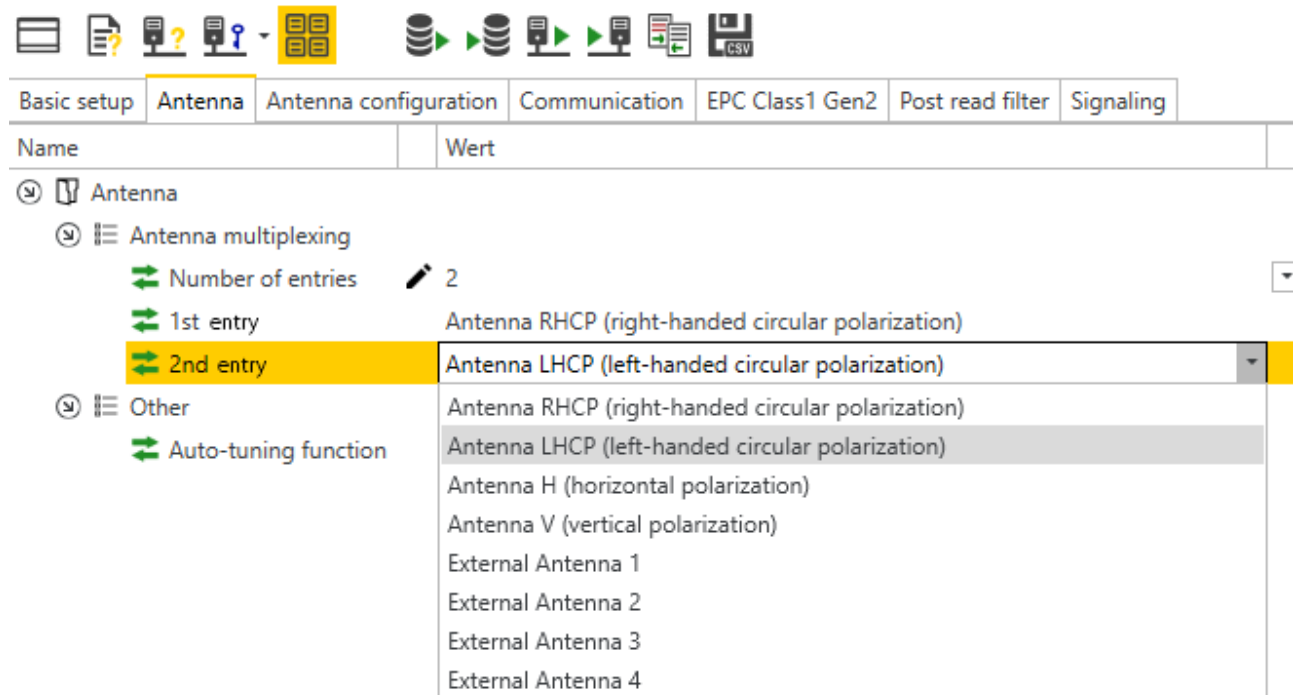 ? ? CSV
Basic setup Antenna Antenna configuration Communication EPC Class1 Gen2 Post read filter Signaling
Name Wert
Antenna
Antenna multiplexing
Number of entries 2
1st entry Antenna RHCP (right-handed circular polarization)
2nd entry Antenna LHCP (left-handed circular polarization)
Other Antenna RHCP (right-handed circular polarization)
Auto-tuning function Antenna LHCP (left-handed circular polarization)
Antenna H (horizontal polarization)
Antenna V (vertical polarization)
External Antenna 1
External Antenna 2
External Antenna 3
External Antenna 4